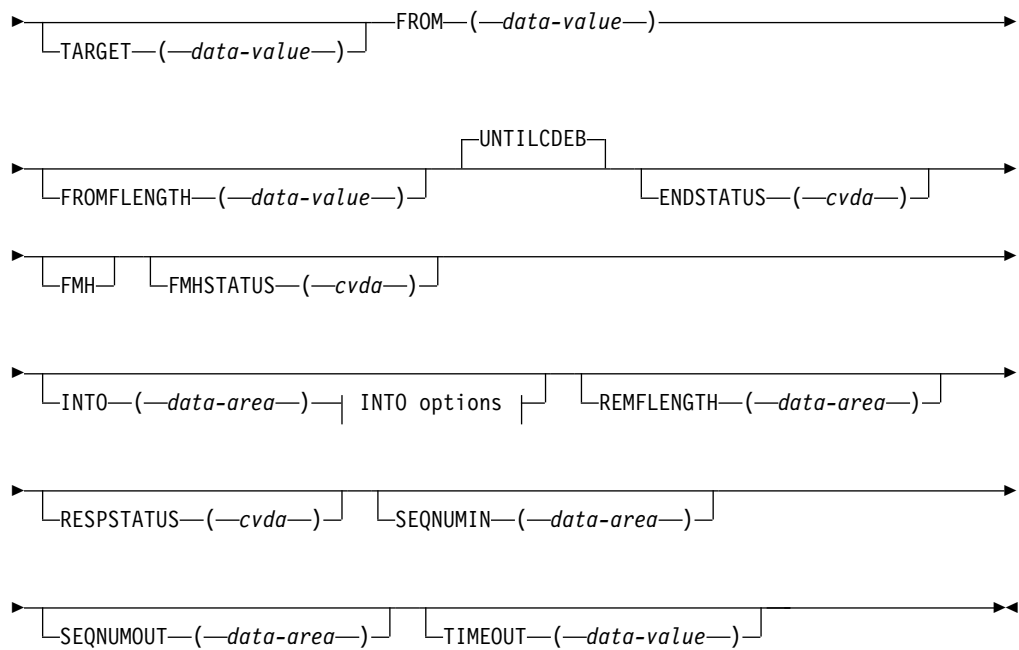 FROM (data-value)
TARGET (data-value)
UNTILCDEB
FROMFLENGTH (data-value)
ENDSTATUS (cvda)
FMH
FMHSTATUS (cvda)
INTO (data-area) INTO options
REMFLENGTH (data-area)
RESPSTATUS (cvda)
SEQNUMIN (data-area)
SEQNUMOUT (data-area)
TIMEOUT (data-value)